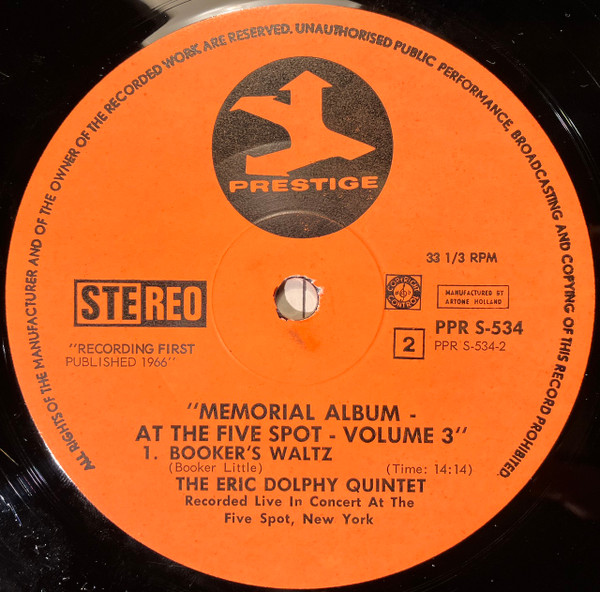 ALL RIGHTS OF THE MANUFACTURER AND OF THE OWNER OF THE RECORDED WORK ARE RESERVED. UNAUTHORISED PUBLIC PERFORMANCE, BROADCASTING AND COPYING OF THIS RECORD PROHIBITED.
PRESTIGE
33 1/3 RPM
STEREO
COPYRIGHT
CONTROL
MANUFACTURED BY
ARTONE HOLLAND
"RECORDING FIRST
PUBLISHED 1966"
2
PPR S-534
PPR S-534-2
"MEMORIAL ALBUM -
AT THE FIVE SPOT - VOLUME 3"
1. BOOKER'S WALTZ
(Booker Little) (Time: 14:14)
THE ERIC DOLPHY QUINTET
Recorded Live In Concert At The
Five Spot, New York